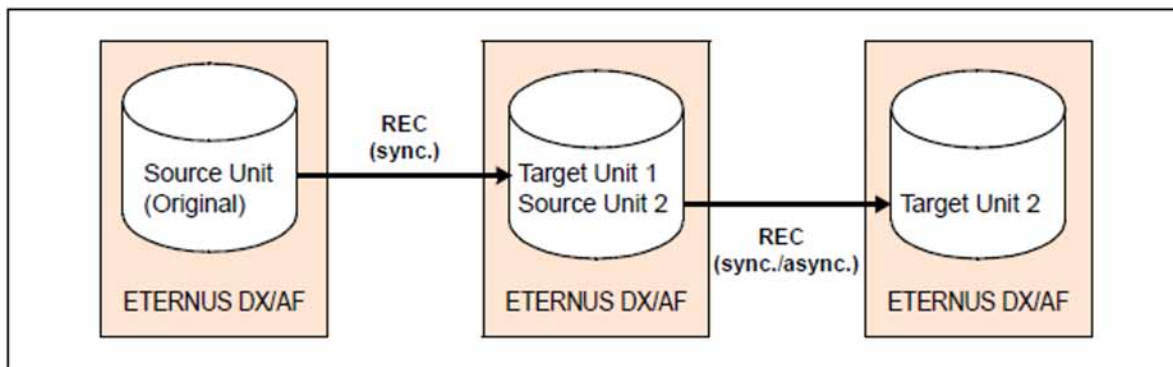 Source Unit
(Original)
ETERNUS DX/AF
REC
(sync.)
Target Unit 1
Source Unit 2
ETERNUS DX/AF
REC
(sync./async.)
Target Unit 2
ETERNUS DX/AF